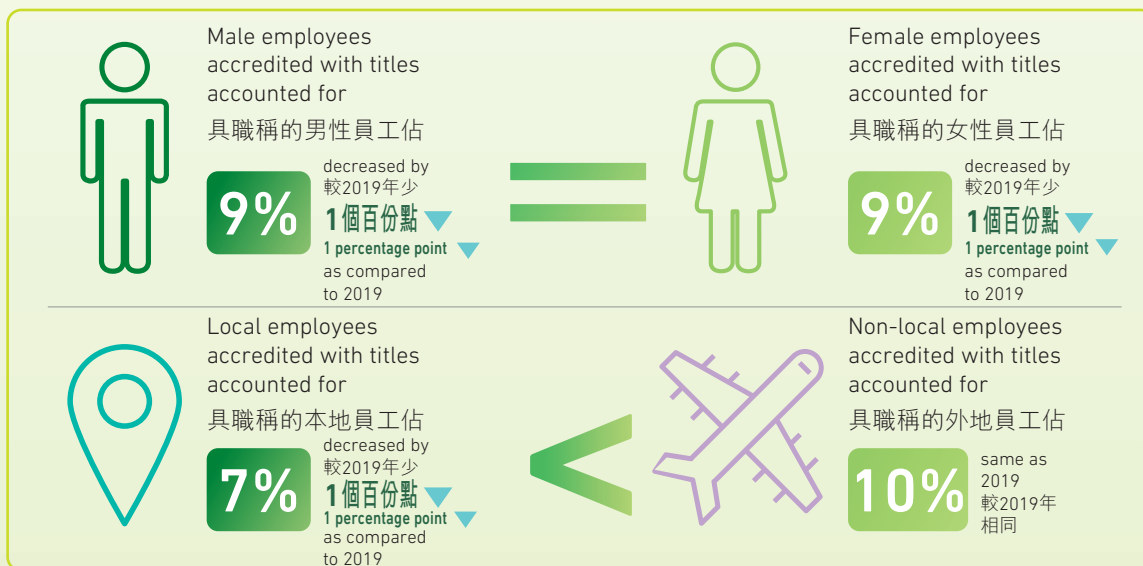 Male employees
accredited with titles
accounted for
具職稱的男性員工佔
9%
decreased by
較2019年少
1個百份點
1 percentage point
as compared
to 2019
Female employees
accredited with titles
accounted for
具職稱的女性員工佔
9%
decreased by
較2019年少
1個百份點
1 percentage point
as compared
to 2019
Local employees
accredited with titles
accounted for
具職稱的本地員工佔
7%
decreased by
較2019年少
1個百份點
1 percentage point
as compared
to 2019
Non-local employees
accredited with titles
accounted for
具職稱的外地員工佔
10%
same as
2019
較2019年
相同